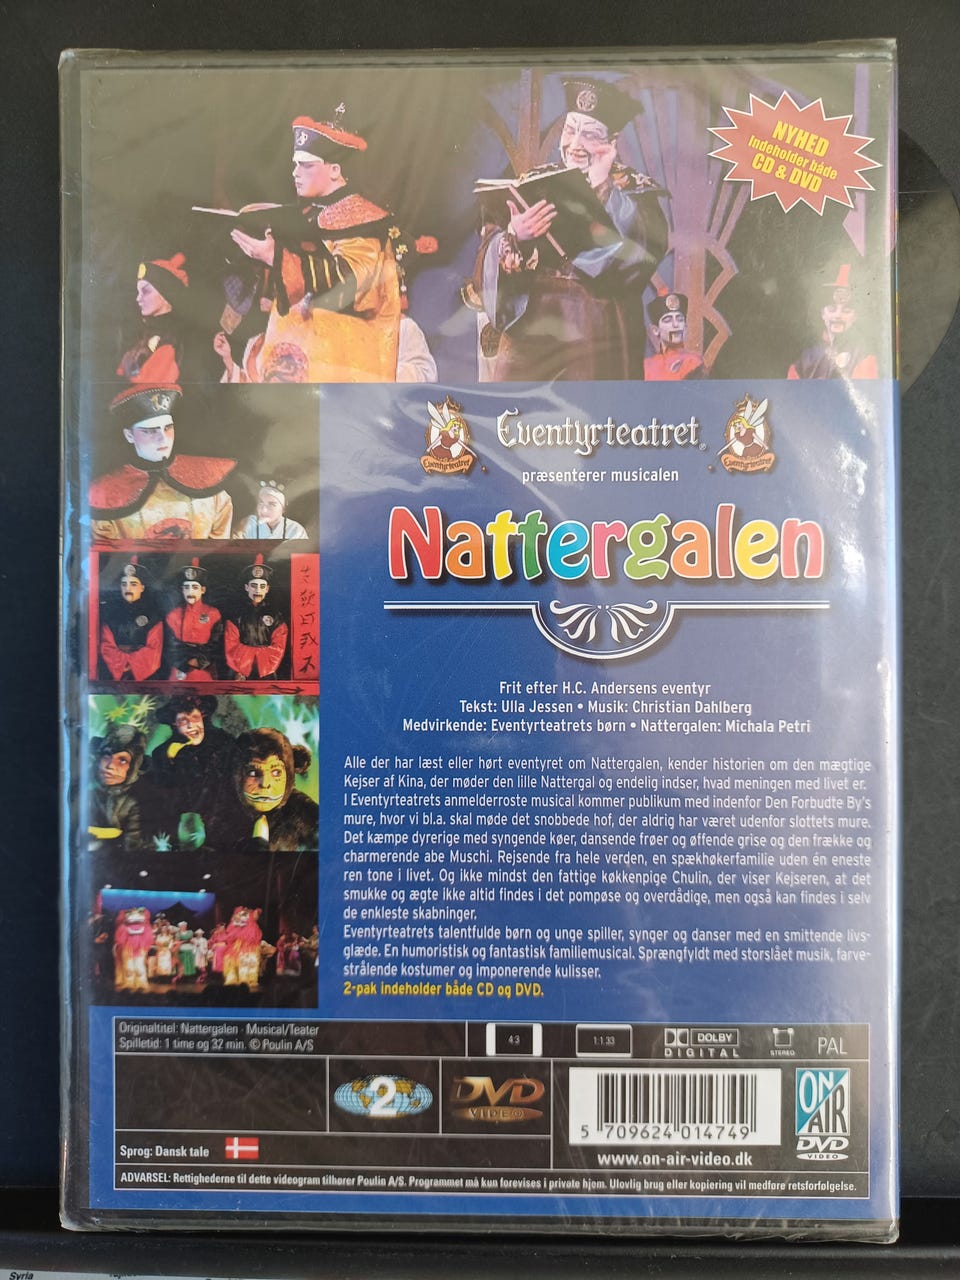 NYHED
Indeholder både
CD & DVD
Eventyrteatret®
Eventyrteatret
Eventyrteatret
præsenterer musicalen
Nattergalen
Frit efter H.C. Andersens eventyr
Tekst: Ulla Jessen • Musik: Christian Dahlberg
Medvirkende: Eventyrteatrets børn • Nattergalen: Michala Petri
Alle der har læst eller hørt eventyret om Nattergalen, kender historien om den mægtige
Kejser af Kina, der møder den lille Nattergal og endelig indser, hvad meningen med livet er.
I Eventyrteatrets anmelderroste musical kommer publikum med indenfor Den Forbudte By's
mure, hvor vi bl.a. skal møde det snobbede hof, der aldrig har været udenfor slottets mure.
Det kæmpe dyrerige med syngende køer, dansende frøer og øffende grise og den frække og
charmerende abe Muschi. Rejsende fra hele verden, en spækhøkerfamilie uden én eneste
ren tone i livet. Og ikke mindst den fattige køkkenpige Chulin, der viser Kejseren, at det
smukke og ægte ikke altid findes i det pompøse og overdådige, men også kan findes i selv
de enkleste skabninger.
Eventyrteatrets talentfulde børn og unge spiller, synger og danser med en smittende livs-
glæde. En humoristisk og fantastisk familiemusical. Sprængfyldt med storslået musik, farve-
strålende kostumer og imponerende kulisser.
2-pak indeholder både CD og DVD.
Originaltitel: Nattergalen · Musical/Teater
Spilletid: 1 time og 32 min. © Poulin A/S
4:3
1:1.33
DOLBY
DIGITAL
STEREO
PAL
2
DVD
VIDEO
5 709624 014749
ON
AIR
DVD
VIDEO
Sprog: Dansk tale
www.on-air-video.dk
ADVARSEL: Rettighederne til dette videogram tilhører Poulin A/S. Programmet må kun forevises i private hjem. Ulovlig brug eller kopiering vil medføre retsforfølgelse.
Syria